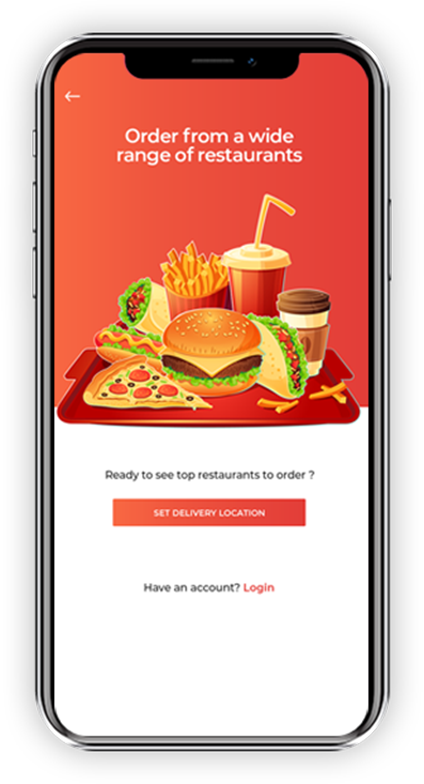 Order from a wide
range of restaurants
Ready to see top restaurants to order ?
SET DELIVERY LOCATION
Have an account? Login